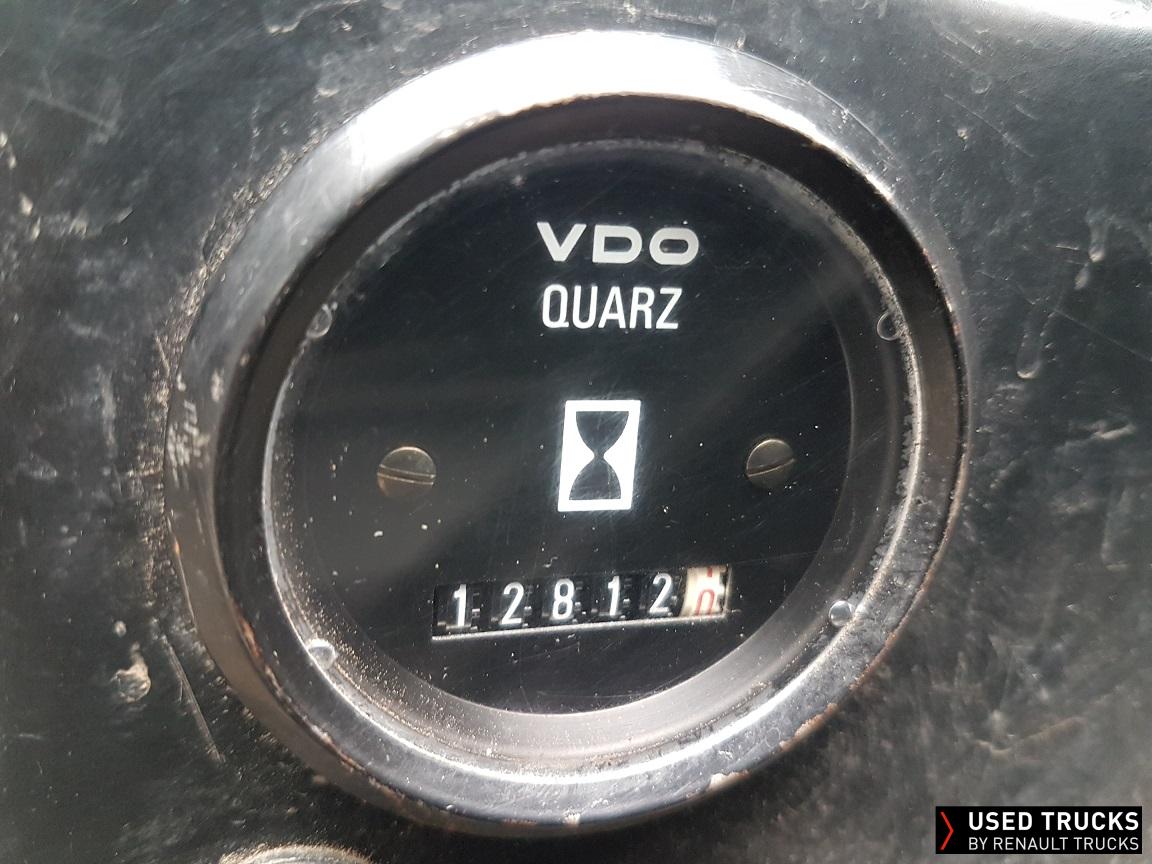 VDO
QUARZ
12812
USED TRUCKS
BY RENAULT TRUCKS